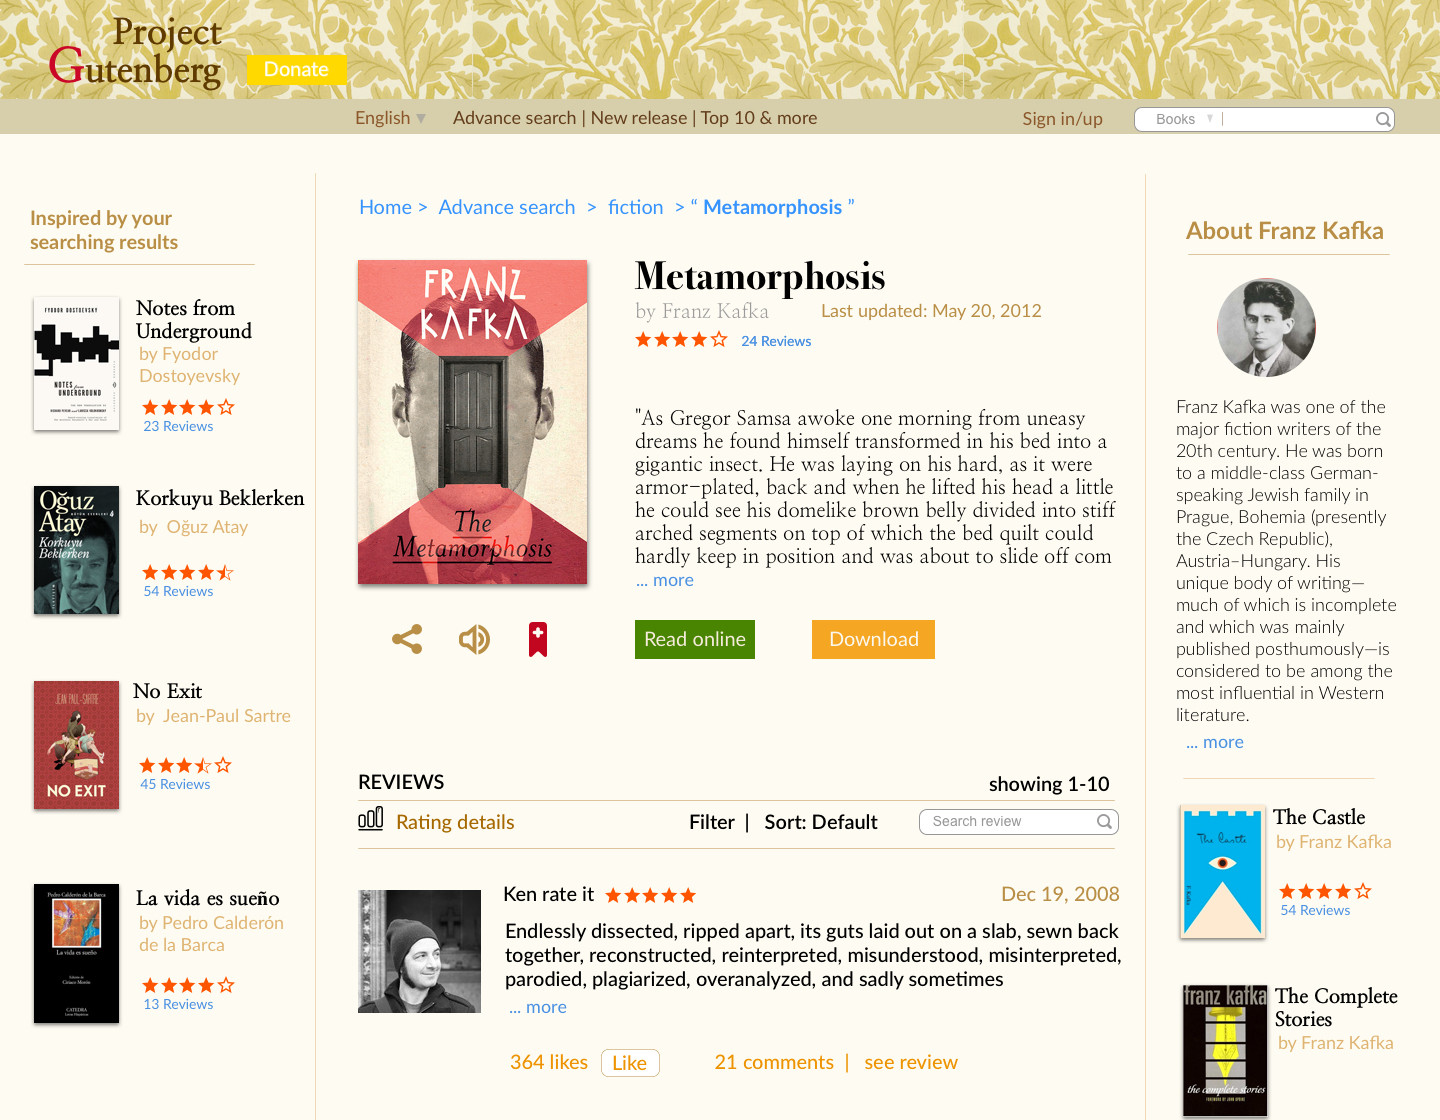 Project
Gutenberg
Donate
English
Advance search | New release | Top 10 & more
Sign in/up
Books
Inspired by your
searching results
FYODOR DOSTOEVSKY
NOTES from
UNDERGROUND
Notes from
Underground
by Fyodor
Dostoyevsky
23 Reviews
Oğuz
Atay
Korkuyu
Beklerken
Korkuyu Beklerken
by Oğuz Atay
54 Reviews
JEAN PAUL-SARTRE
NO EXIT
No Exit
by Jean-Paul Sartre
45 Reviews
Pedro Calderón de la Barca
La vida es sueño
Edición de
Ciriaco Morón
CATEDRA
Letras Hispánicas
La vida es sueño
by Pedro Calderón
de la Barca
13 Reviews
Home > Advance search > fiction > “ Metamorphosis ”
FRANZ
KAFKA
The
Metamorphosis
Metamorphosis
by Franz Kafka
Last updated: May 20, 2012
24 Reviews
"As Gregor Samsa awoke one morning from uneasy
dreams he found himself transformed in his bed into a
gigantic insect. He was laying on his hard, as it were
armor-plated, back and when he lifted his head a little
he could see his domelike brown belly divided into stiff
arched segments on top of which the bed quilt could
hardly keep in position and was about to slide off com
... more
Read online
Download
REVIEWS
showing 1-10
Rating details
Filter | Sort: Default
Search review
Ken rate it
Dec 19, 2008
Endlessly dissected, ripped apart, its guts laid out on a slab, sewn back
together, reconstructed, reinterpreted, misunderstood, misinterpreted,
parodied, plagiarized, overanalyzed, and sadly sometimes
... more
364 likes
Like
21 comments | see review
About Franz Kafka
Franz Kafka was one of the
major fiction writers of the
20th century. He was born
to a middle-class German-
speaking Jewish family in
Prague, Bohemia (presently
the Czech Republic),
Austria–Hungary. His
unique body of writing—
much of which is incomplete
and which was mainly
published posthumously—is
considered to be among the
most influential in Western
literature.
... more
The Castle
The Castle
by Franz Kafka
54 Reviews
franz kafka
the complete stories
FOREWORD BY JOHN UPDIKE
The Complete
Stories
by Franz Kafka